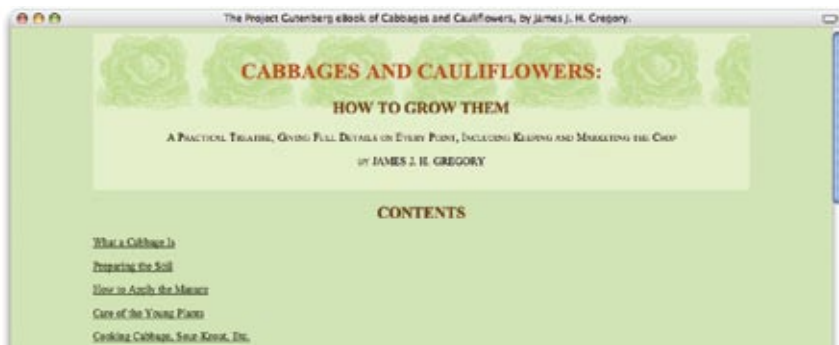 The Project Gutenberg eBook of Cabbages and Cauliflowers, by James J. H. Gregory.
CABBAGES AND CAULIFLOWERS:
HOW TO GROW THEM
A Practical Treatise, Giving Full Details on Every Point, Including Keeping and Marketing the Crop
BY JAMES J. H. GREGORY
CONTENTS
What a Cabbage Is
Preparing the Soil
How to Apply the Manure
Care of the Young Plants
Cooking Cabbage, Sour Krout, Etc.